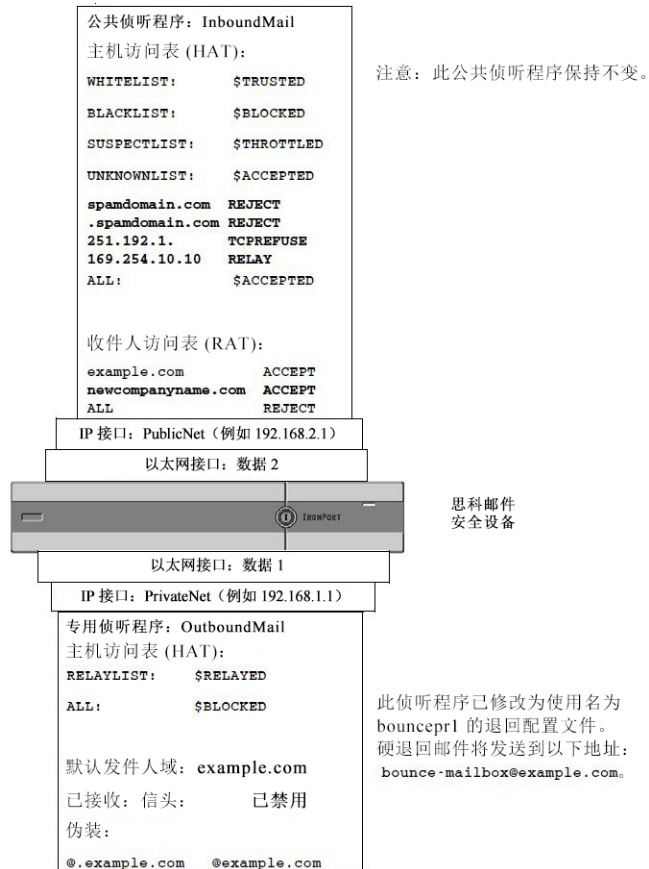 公共侦听程序：InboundMail
主机访问表 (HAT)：
WHITELIST: $TRUSTED
BLACKLIST: $BLOCKED
SUSPECTLIST: $THROTTLED
UNKNOWNLIST: $ACCEPTED
spamdomain.com REJECT
.spamdomain.com REJECT
251.192.1. TCPREFUSE
169.254.10.10 RELAY
ALL: $ACCEPTED
收件人访问表 (RAT)：
example.com ACCEPT
newcompanyname.com ACCEPT
ALL REJECT
注意：此公共侦听程序保持不变。
IP 接口：PublicNet（例如 192.168.2.1）
以太网接口：数据 2
IRONPORT
思科邮件
安全设备
以太网接口：数据 1
IP 接口：PrivateNet（例如 192.168.1.1）
专用侦听程序：OutboundMail
主机访问表 (HAT)：
RELAYLIST: $RELAYED
ALL: $BLOCKED
默认发件人域：example.com
已接收：信头： 已禁用
伪装：
@.example.com @example.com
此侦听程序已修改为使用名为
bouncepr1 的退回配置文件。
硬退回邮件将发送到以下地址：
bounce-mailbox@example.com。